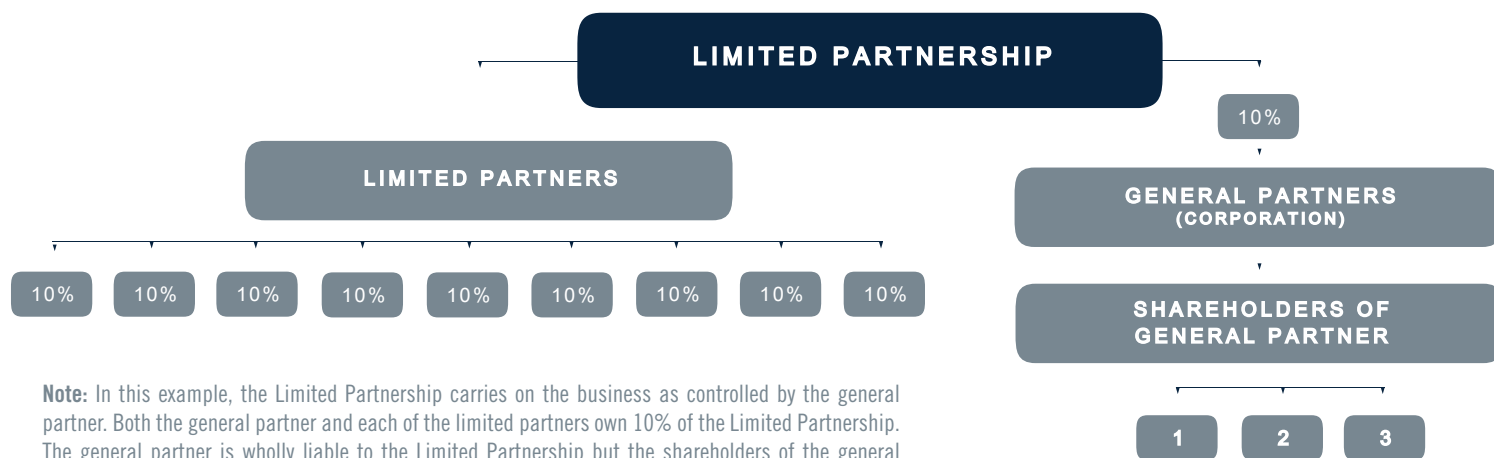 LIMITED PARTNERSHIP
10%
LIMITED PARTNERS
GENERAL PARTNERS
(CORPORATION)
10% 10% 10% 10% 10% 10% 10% 10% 10%
SHAREHOLDERS OF
GENERAL PARTNER
Note: In this example, the Limited Partnership carries on the business as controlled by the general
partner. Both the general partner and each of the limited partners own 10% of the Limited Partnership.
The general partner is wholly liable to the Limited Partnership but the shareholders of the general
1 2 3